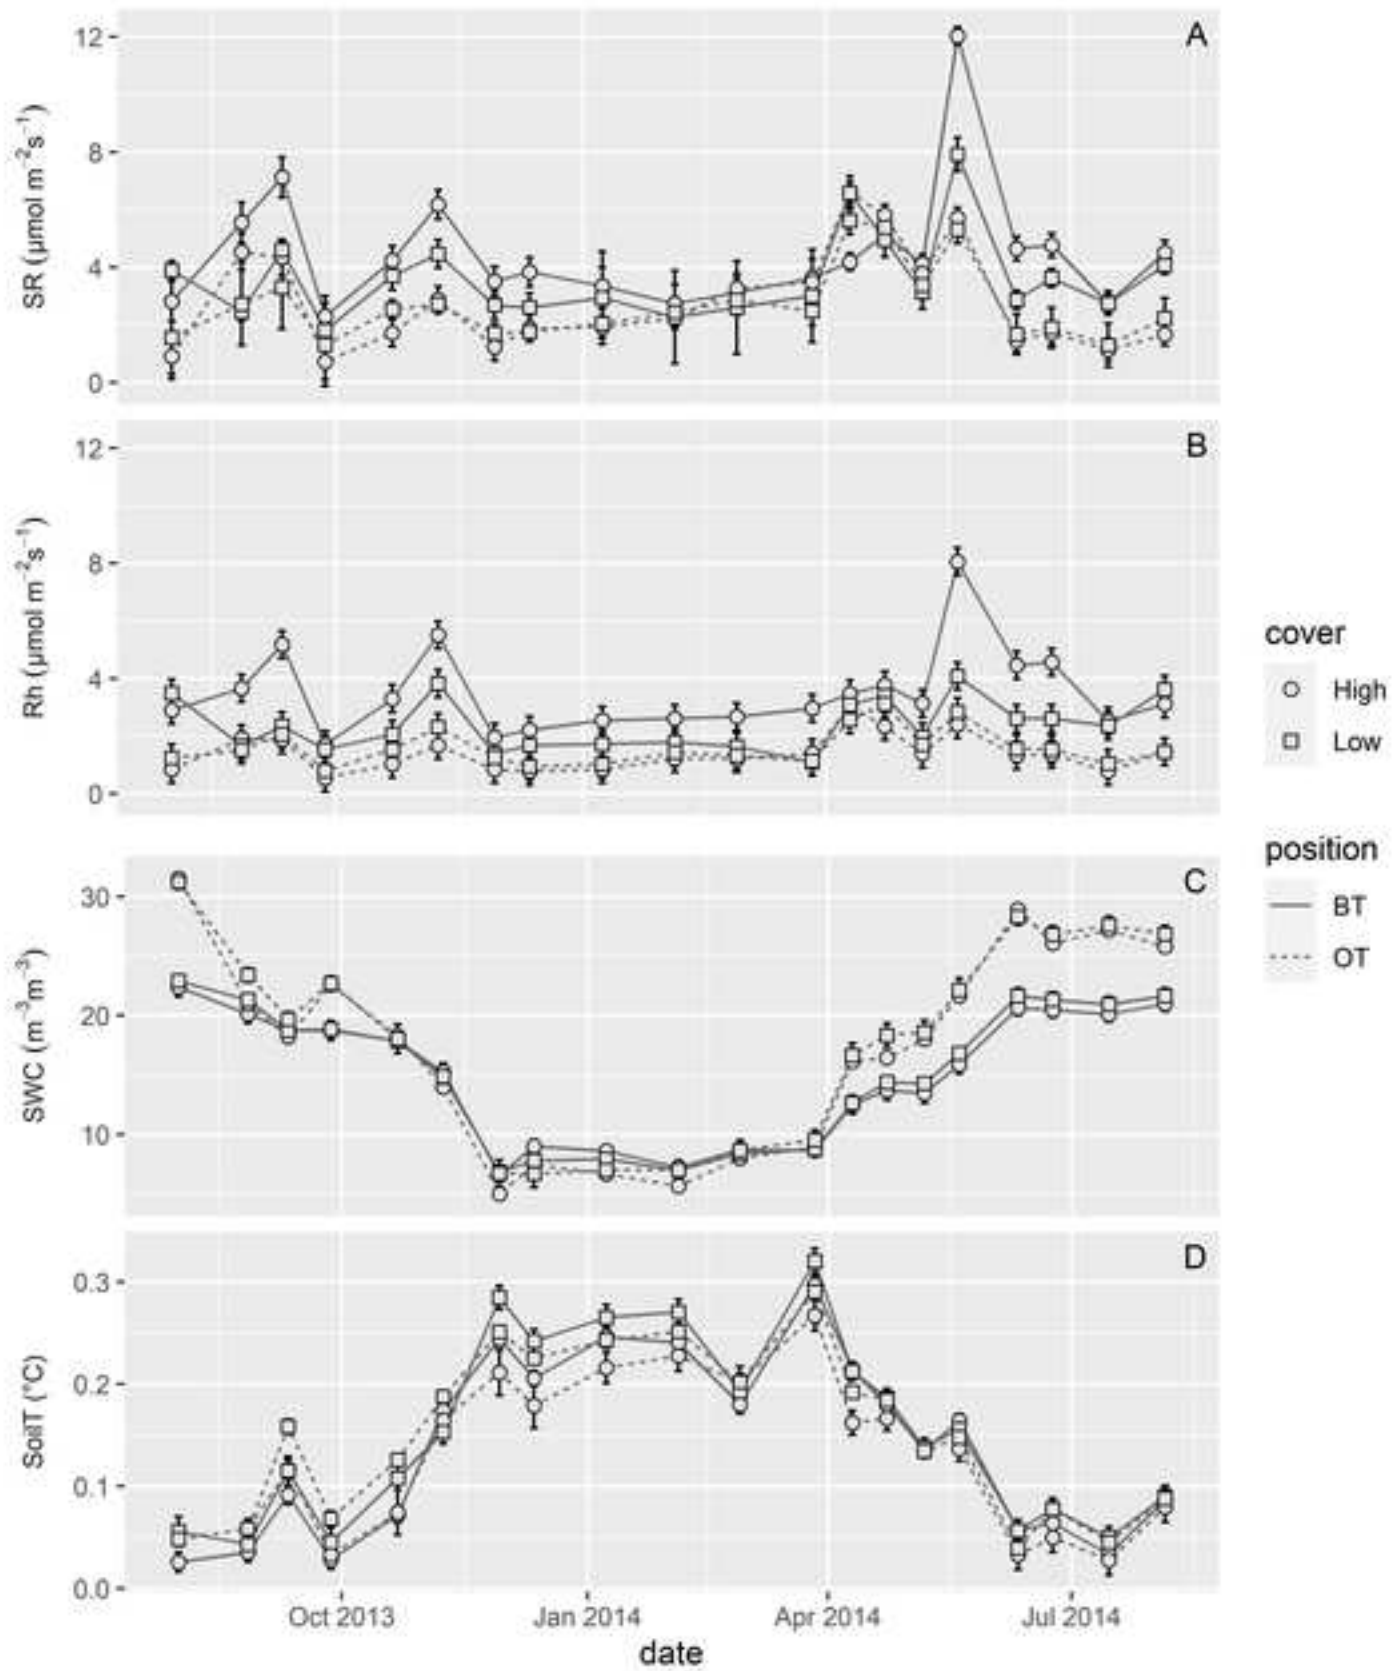 A
12
8
4
0
SR (µmol m⁻²s⁻¹)
B
12
8
4
0
Rh (µmol m⁻²s⁻¹)
C
30
20
10
SWC (m⁻³m⁻³)
D
0.3
0.2
0.1
0.0
SoilT (°C)
Oct 2013 Jan 2014 Apr 2014 Jul 2014
date
cover
High
Low
position
BT
OT